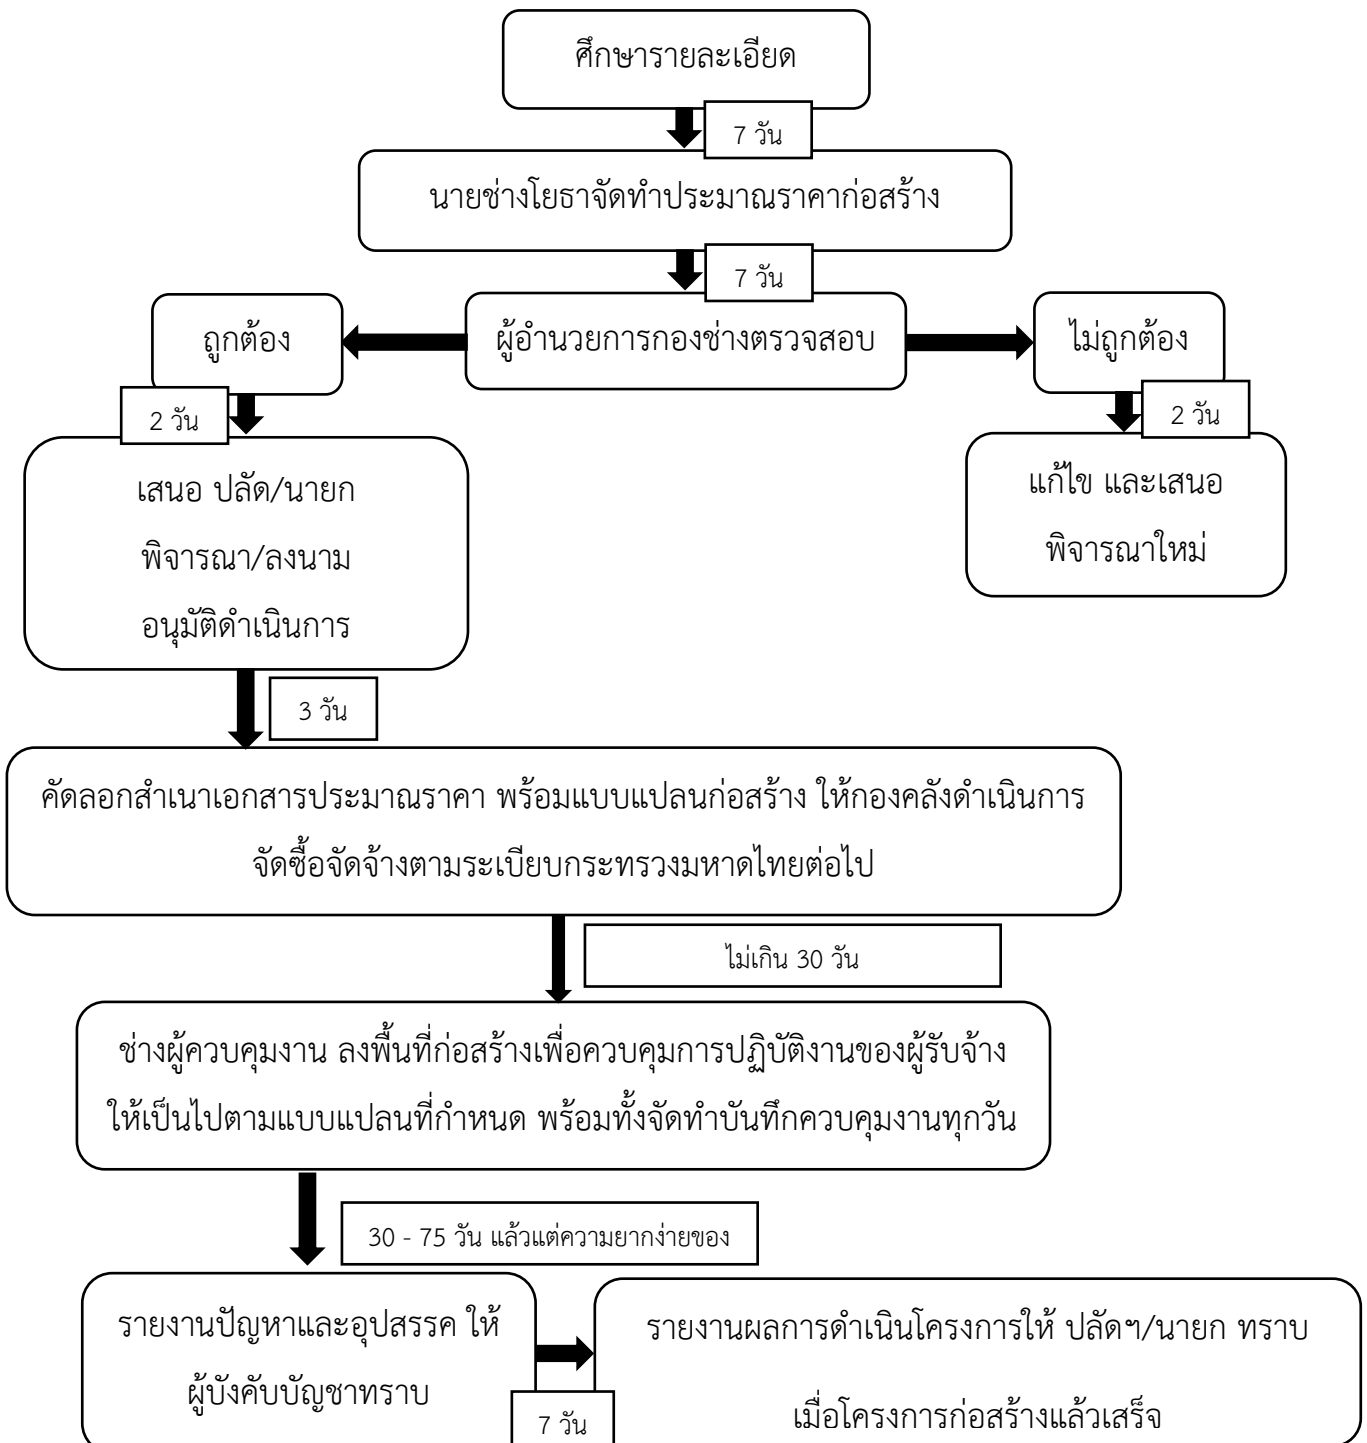 ศึกษารายละเอียด
7 วัน
นายช่างโยธาจัดทำประมาณราคาก่อสร้าง
7 วัน
ถูกต้อง
ผู้อำนวยการกองช่างตรวจสอบ
ไม่ถูกต้อง
2 วัน
2 วัน
เสนอ ปลัด/นายก
พิจารณา/ลงนาม
อนุมัติดำเนินการ
แก้ไข และเสนอ
พิจารณาใหม่
3 วัน
คัดลอกสำเนาเอกสารประมาณราคา พร้อมแบบแปลนก่อสร้าง ให้กองคลังดำเนินการ
จัดซื้อจัดจ้างตามระเบียบกระทรวงมหาดไทยต่อไป
ไม่เกิน 30 วัน
ช่างผู้ควบคุมงาน ลงพื้นที่ก่อสร้างเพื่อควบคุมการปฏิบัติงานของผู้รับจ้าง
ให้เป็นไปตามแบบแปลนที่กำหนด พร้อมทั้งจัดทำบันทึกควบคุมงานทุกวัน
30 - 75 วัน แล้วแต่ความยากง่ายของ
รายงานปัญหาและอุปสรรค ให้
ผู้บังคับบัญชาทราบ
7 วัน
รายงานผลการดำเนินโครงการให้ ปลัดฯ/นายก ทราบ
เมื่อโครงการก่อสร้างแล้วเสร็จ